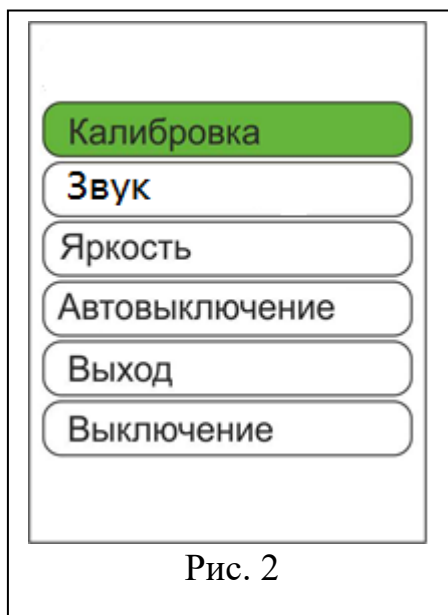 Калибровка
Звук
Яркость
Автовыключение
Выход
Выключение
Рис. 2